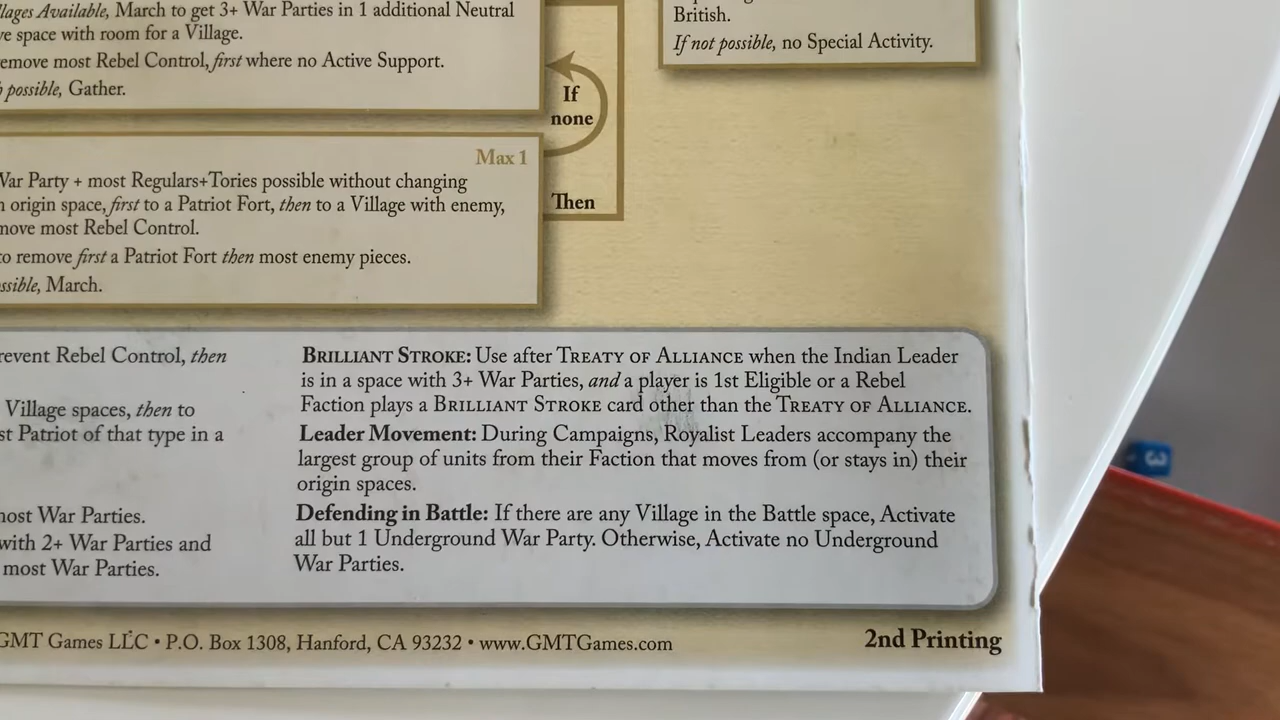 lages Available, March to get 3+ War Parties in 1 additional Neutral
ve space with room for a Village.
emove most Rebel Control, first where no Active Support.
possible, Gather.
If
none
Then
British.
If not possible, no Special Activity.
Max 1
War Party + most Regulars+Tories possible without changing
n origin space, first to a Patriot Fort, then to a Village with enemy,
move most Rebel Control.
to remove first a Patriot Fort then most enemy pieces.
ossible, March.
revent Rebel Control, then
Village spaces, then to
st Patriot of that type in a
most War Parties.
with 2+ War Parties and
most War Parties.
BRILLIANT STROKE: Use after TREATY OF ALLIANCE when the Indian Leader
is in a space with 3+ War Parties, and a player is 1st Eligible or a Rebel
Faction plays a BRILLIANT STROKE card other than the TREATY OF ALLIANCE.
Leader Movement: During Campaigns, Royalist Leaders accompany the
largest group of units from their Faction that moves from (or stays in) their
origin spaces.
Defending in Battle: If there are any Village in the Battle space, Activate
all but 1 Underground War Party. Otherwise, Activate no Underground
War Parties.
GMT Games LLC • P.O. Box 1308, Hanford, CA 93232 • www.GMTGames.com
2nd Printing
3